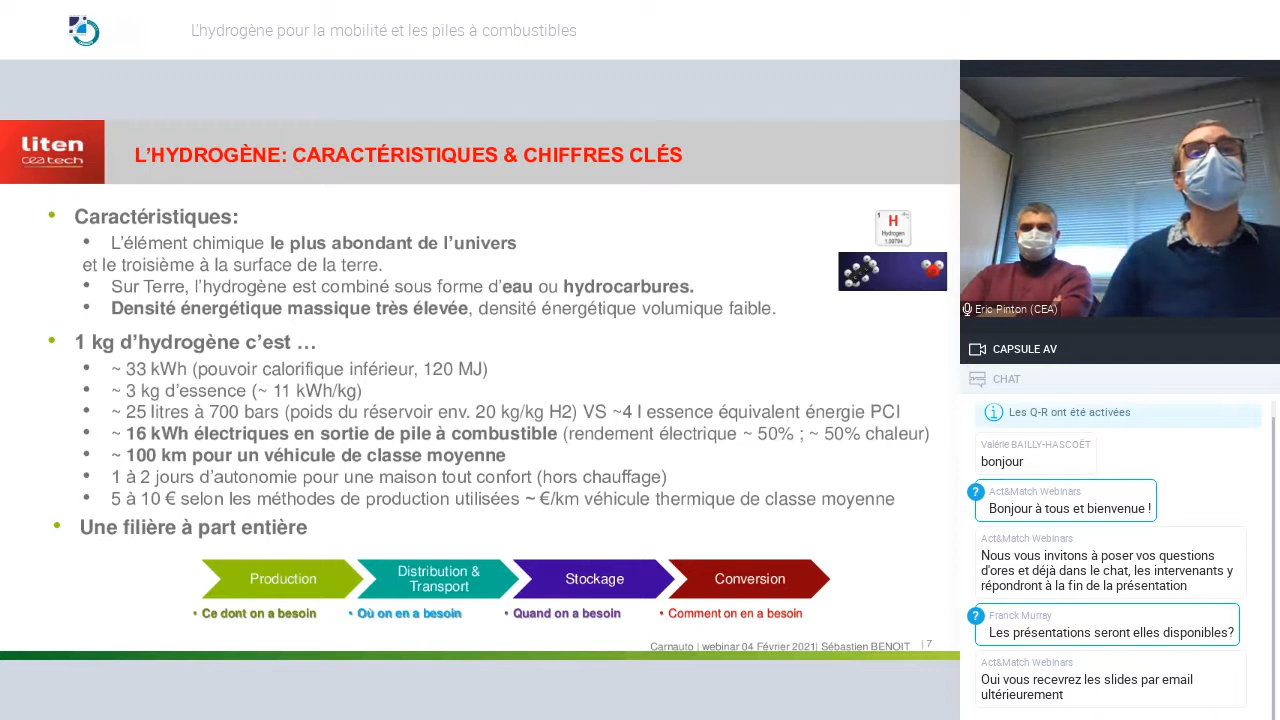 L'hydrogène pour la mobilité et les piles à combustibles
liten
ceatech
L'HYDROGÈNE: CARACTÉRISTIQUES & CHIFFRES CLÉS
• Caractéristiques:
• L'élément chimique le plus abondant de l'univers
et le troisième à la surface de la terre.
• Sur Terre, l'hydrogène est combiné sous forme d'eau ou hydrocarbures.
• Densité énergétique massique très élevée, densité énergétique volumique faible.
1
H
Hydrogen
1.00794
• 1 kg d'hydrogène c'est …
• ~ 33 kWh (pouvoir calorifique inférieur, 120 MJ)
• ~ 3 kg d'essence (~ 11 kWh/kg)
• ~ 25 litres à 700 bars (poids du réservoir env. 20 kg/kg H2) VS ~4 l essence équivalent énergie PCI
• ~ 16 kWh électriques en sortie de pile à combustible (rendement électrique ~ 50% ; ~ 50% chaleur)
• ~ 100 km pour un véhicule de classe moyenne
• 1 à 2 jours d'autonomie pour une maison tout confort (hors chauffage)
• 5 à 10 € selon les méthodes de production utilisées ~ €/km véhicule thermique de classe moyenne
• Une filière à part entière
Production
Distribution &
Transport
Stockage
Conversion
• Ce dont on a besoin
• Où on en a besoin
• Quand on a besoin
• Comment on en a besoin
Carnauto | webinar 04 Février 2021| Sébastien BENOIT | 7
Eric Pinton (CEA)
CAPSULE AV
CHAT
Les Q-R ont été activées
Valérie BAILLY-HASCOËT
bonjour
?
Act&Match Webinars
Bonjour à tous et bienvenue !
Act&Match Webinars
Nous vous invitons à poser vos questions
d'ores et déjà dans le chat, les intervenants y
répondront à la fin de la présentation
?
Franck Murray
Les présentations seront elles disponibles?
Act&Match Webinars
Oui vous recevrez les slides par email
ultérieurement